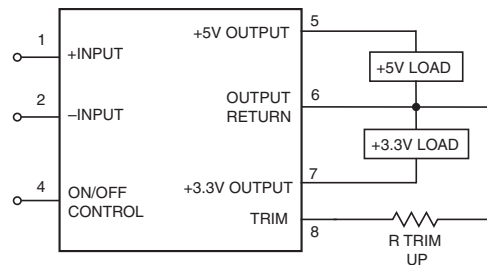 1
+INPUT
2
–INPUT
4
ON/OFF
CONTROL
+5V OUTPUT
5
OUTPUT
RETURN
6
+3.3V OUTPUT
7
TRIM
8
+5V LOAD
+3.3V LOAD
R TRIM
UP